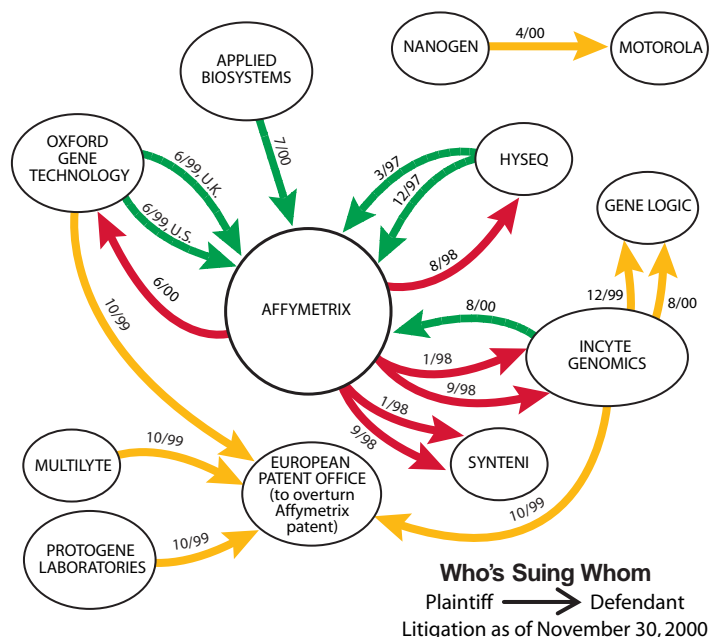 NANOGEN
4/00
MOTOROLA
APPLIED
BIOSYSTEMS
7/00
OXFORD
GENE
TECHNOLOGY
6/99, U.K.
6/99, U.S.
3/97
12/97
HYSEQ
8/98
GENE LOGIC
6/00
AFFYMETRIX
10/99
12/99
8/00
8/00
INCYTE
GENOMICS
1/98
9/98
1/98
9/98
SYNTENI
MULTILYTE
10/99
EUROPEAN
PATENT OFFICE
(to overturn
Affymetrix
patent)
10/99
PROTOGENE
LABORATORIES
10/99
Who's Suing Whom
Plaintiff Defendant
Litigation as of November 30, 2000